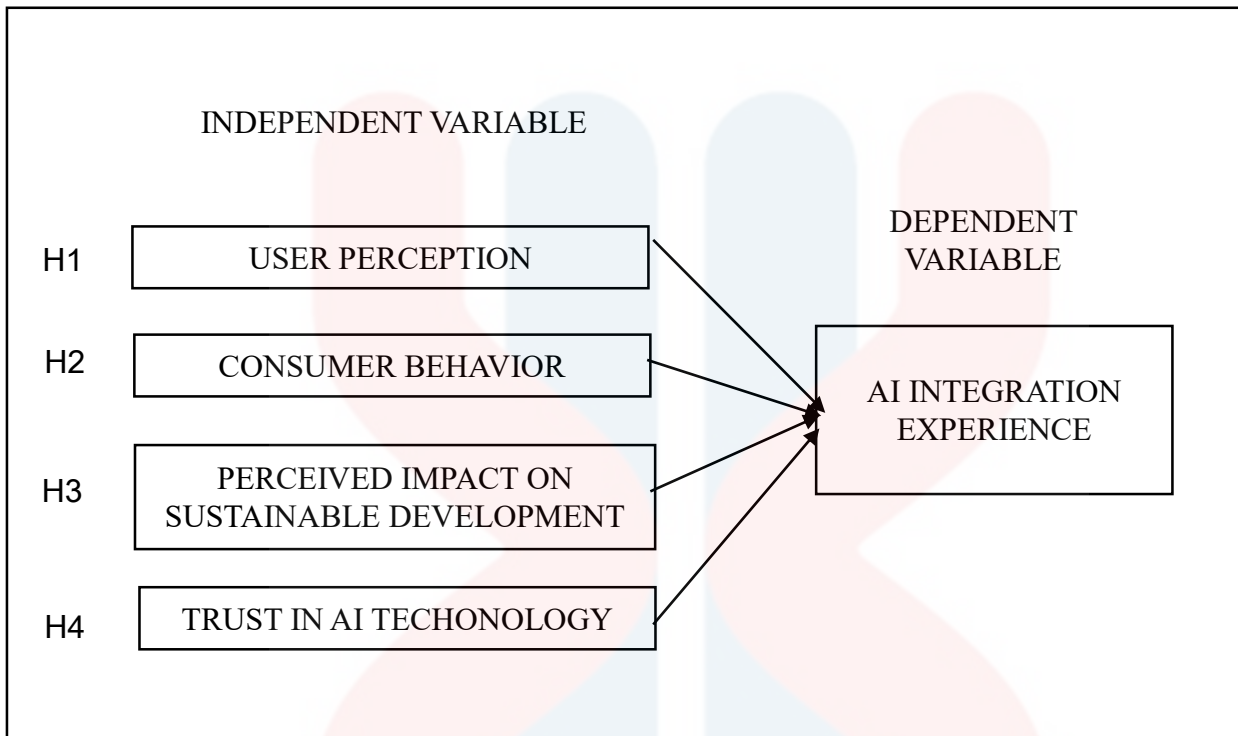 INDEPENDENT VARIABLE
DEPENDENT
VARIABLE
H1
USER PERCEPTION
H2
CONSUMER BEHAVIOR
H3
PERCEIVED IMPACT ON
SUSTAINABLE DEVELOPMENT
H4
TRUST IN AI TECHONOLOGY
AI INTEGRATION
EXPERIENCE